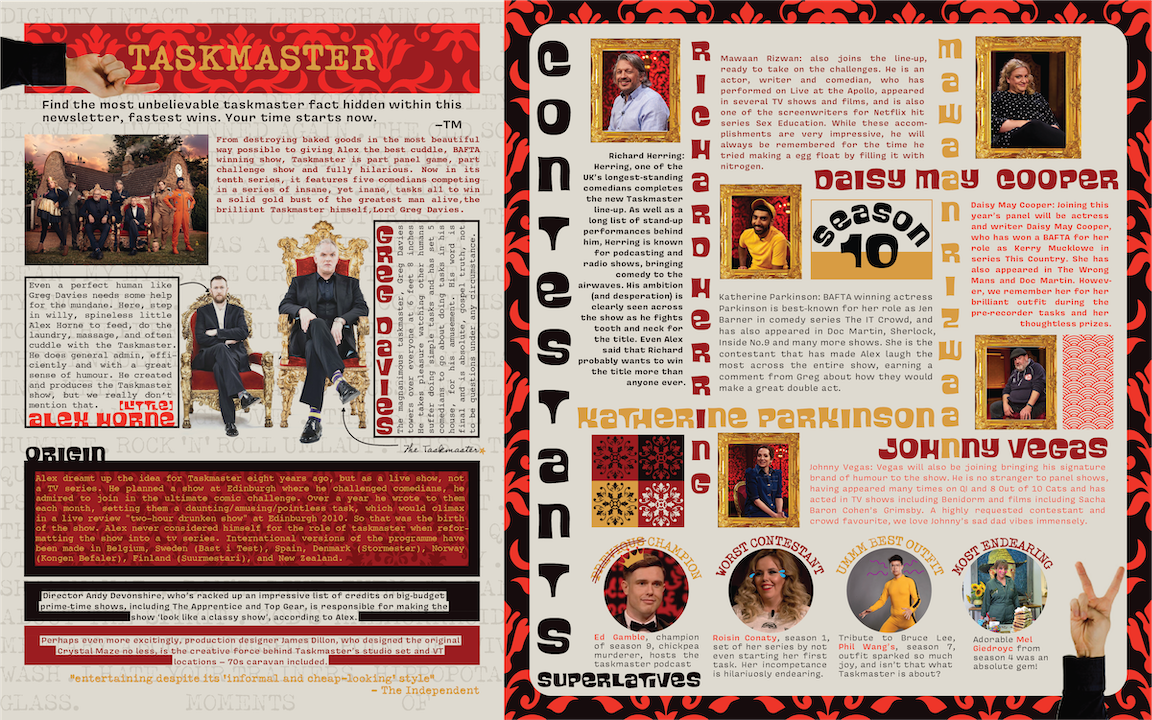 TASKMASTER
Find the most unbelievable taskmaster fact hidden within this
newsletter, fastest wins. Your time starts now.
–TM
From destroying baked goods in the most beautiful
way possible to giving Alex the best cuddle, BAFTA
winning show, Taskmaster is part panel game, part
challenge show and fully hilarious. Now in its
tenth series, it features five comedians competing
in a series of insane, yet inane, tasks all to win
a solid gold bust of the greatest man alive,the
brilliant Taskmaster himself,Lord Greg Davies.
Even a perfect human like
Greg Davies needs some help
in the mundane. Here, step
in willy, spineless little
Alex Horne to feed, do the
laundry, massage, and often
cuddle with the Taskmaster.
He does general admin, effi-
ciently and with a great
sense of humour. He created
and produces the Taskmaster
show, but we really don't
mention that.
(LITTLE)
ALEX HORNE
GREG DAVIES
The magnanimous taskmaster, Greg Davies
towers over everyone at 6 feet 8 inches
He takes pleasure watching other humans
suffer doing simple tasks and has set 5
comedians to go about doing tasks in his
house, for his amusement. His word is
final and is absolute, gospel truth, not
to be questions under any circumstance.
The Taskmaster
ORIGIN
Alex dreamt up the idea for Taskmaster eight years ago, but as a live show, not
a TV series. He planned a show at Edinburgh where he challenged comedians, he
admired to join in the ultimate comic challenge. Over a year he wrote to them
each month, setting them a daunting/amusing/pointless task, which would climax
in a live review "two-hour drunken show" at Edinburgh 2010. So that was the birth
of the show. Alex never considered himself for the role of taskmaster when refor-
matting the show into a tv series. International versions of the programme have
been made in Belgium, Sweden (Bast i Test), Spain, Denmark (Stormester), Norway
(Kongen Befaler), Finland (Suurmestari), and New Zealand.
Director Andy Devonshire, who's racked up an impressive list of credits on big-budget
prime-time shows, including The Apprentice and Top Gear, is responsible for making the
show 'look like a classy show', according to Alex.
Perhaps even more excitingly, production designer James Dillon, who designed the original
Crystal Maze no less, is the creative force behind Taskmaster's studio set and VT
locations – 70s caravan included.
"entertaining despite its 'informal and cheap-looking' style"
– The Independent
CONTESTANTS
Richard Herring:
Herring, one of the
UK's longest-standing
comedians completes
the new Taskmaster
line-up. As well as a
long list of stand-up
performances behind
him, Herring is known
for podcasting and
radio shows, bringing
comedy to the
airwaves. His ambition
(and desperation) is
clearly seen across
the show as he fights
tooth and neck for
the title. Even Alex
said that Richard
probably wants to win
the title more than
anyone ever.
RICHARD HERRING
Mawaan Rizwan: also joins the line-up,
ready to take on the challenges. He is an
actor, writer and comedian, who has
performed on Live at the Apollo, appeared
in several TV shows and films, and is also
one of the screenwriters for Netflix hit
series Sex Education. While these accom-
plishments are very impressive, he will
always be remembered for the time he
tried making a egg float by filling it with
nitrogen.
MAWAAN RIZWAAN
DAISY MAY COOPER
SEASON
10
Daisy May Cooper: Joining this
year's panel will be actress
and writer Daisy May Cooper,
who has won a BAFTA for her
role as Kerry Mucklowe in
series This Country. She has
also appeared in The Wrong
Mans and Doc Martin. Howev-
er, we remember her for her
brilliant outfit during the
pre-recorder tasks and her
thoughtless prizes.
Katherine Parkinson: BAFTA winning actress
Parkinson is best-known for her role as Jen
Barner in comedy series The IT Crowd, and
has also appeared in Doc Martin, Sherlock,
Inside No.9 and many more shows. She is the
contestant that has made Alex laugh the
most across the entire show, earning a
comment from Greg about how they would
make a great double act.
KATHERINE PARKINSON
JOHNNY VEGAS
Johnny Vegas: Vegas will also be joining bringing his signature
brand of humour to the show. He is no stranger to panel shows,
having appeared many times on QI and 8 Out of 10 Cats and has
acted in TV shows including Benidorm and films including Sacha
Baron Cohen's Grimsby. A highly requested contestant and
crowd favourite, we love Johnny's sad dad vibes immensely.
CHAMPION
WORST CONTESTANT
UMMM BEST OUTFIT
MOST ENDEARING
Ed Gamble, champion
of season 9, chickpea
murderer, hosts the
taskmaster podcast
Roisin Conaty, season 1,
set of her series by not
even starting her first
task. Her incompetance
is hilariously endearing.
Tribute to Bruce Lee,
Phil Wang's, season 7,
outfit sparked so much
joy, and isn't that what
Taskmaster is about?
Adorable Mel
Giedroyc from
season 4 was an
absolute gem!
SUPERLATIVES